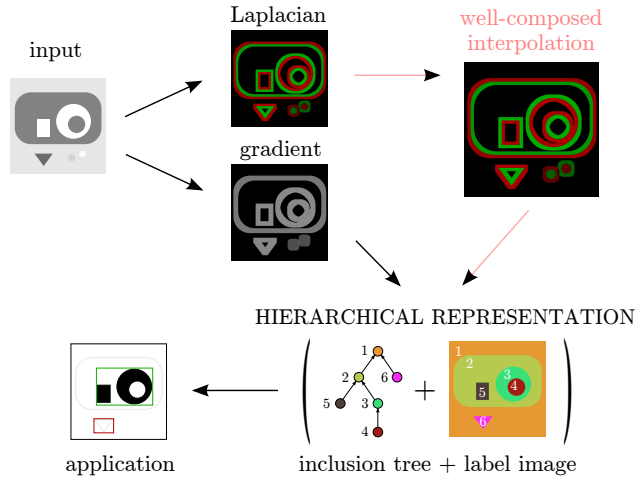 input
Laplacian
well-composed
interpolation
gradient
HIERARCHICAL REPRESENTATION
1
2
6
5
3
4
+
1
2
3
4
5
6
application
inclusion tree + label image